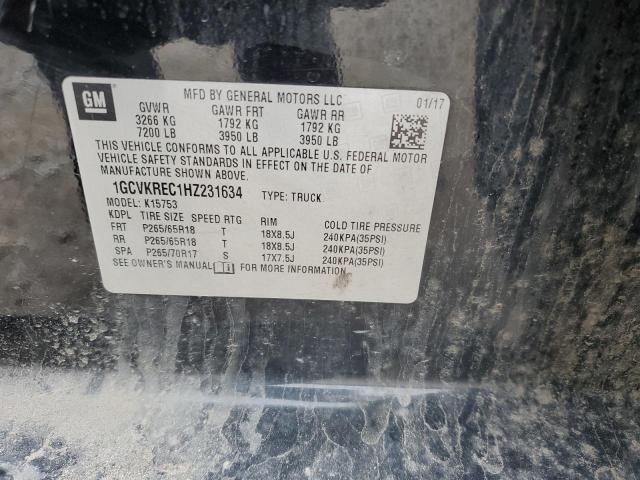 GM
MFD BY GENERAL MOTORS LLC 01/17
GVWR GAWR FRT GAWR RR
3266 KG 1792 KG 1792 KG
7200 LB 3950 LB 3950 LB
THIS VEHICLE CONFORMS TO ALL APPLICABLE U.S. FEDERAL MOTOR
VEHICLE SAFETY STANDARDS IN EFFECT ON THE DATE OF
MANUFACTURE SHOWN ABOVE.
1GCVKREC1HZ231634 TYPE: TRUCK
MODEL: K15753
KDPL TIRE SIZE SPEED RTG RIM COLD TIRE PRESSURE
FRT P265/65R18 T 18X8.5J 240KPA(35PSI)
RR P265/65R18 T 18X8.5J 240KPA(35PSI)
SPA P265/70R17 S 17X7.5J 240KPA(35PSI)
SEE OWNER'S MANUAL FOR MORE INFORMATION